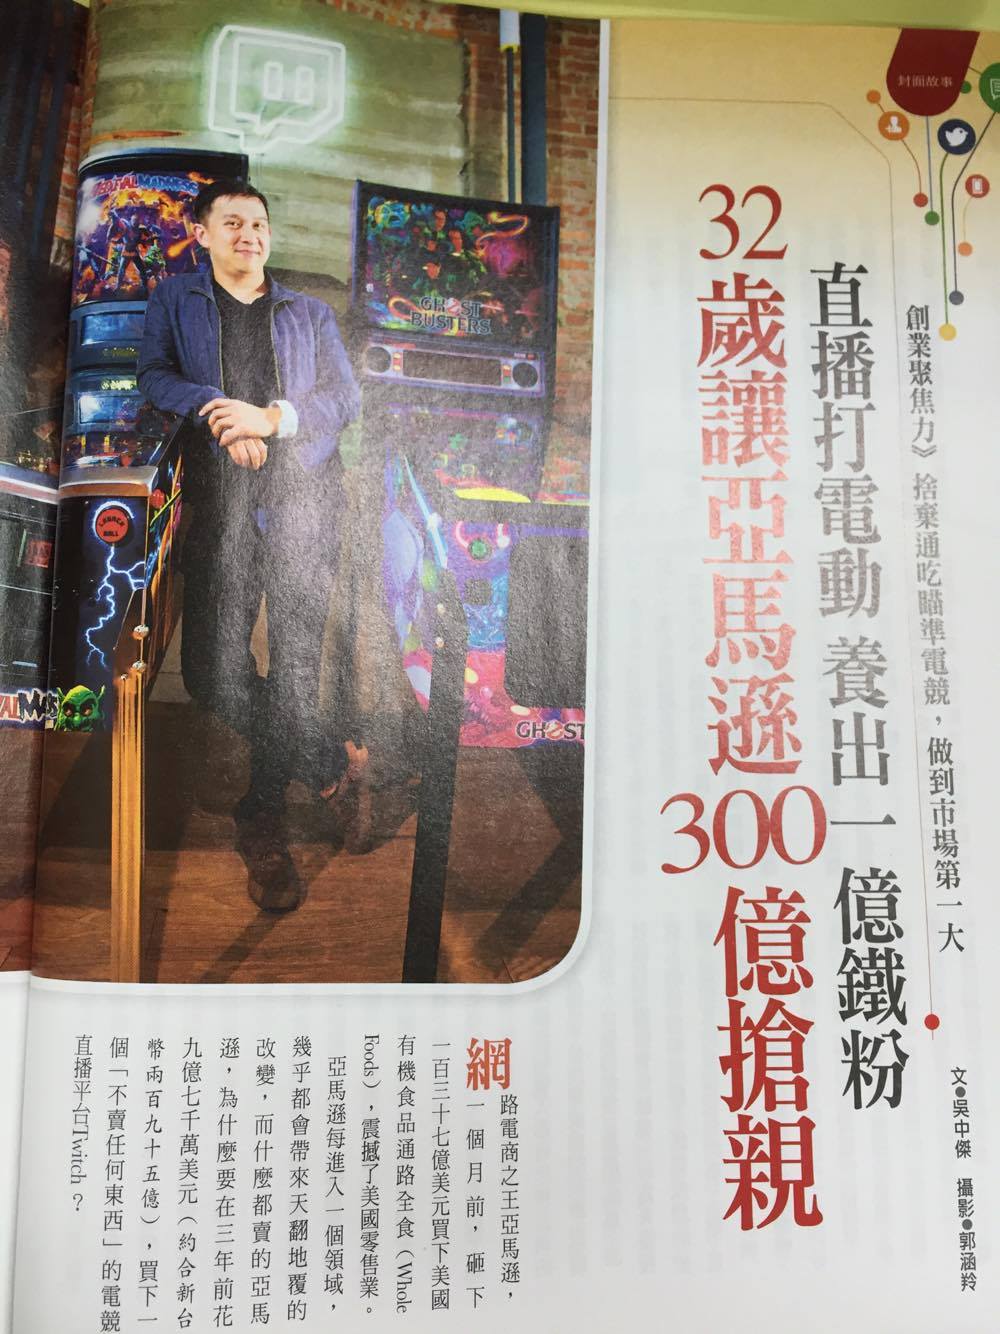 封面故事
創業聚焦力》捨棄通吃瞄準電競，做到市場第一大
直播打電動 養出一億鐵粉
32歲讓亞馬遜300億搶親
文●吳中傑 攝影●郭涵羚
網路電商之王亞馬遜，
一個月前，砸下
一百三十七億美元買下美國
有機食品通路全食（Whole
Foods），震撼了美國零售業。
亞馬遜每進入一個領域，
幾乎都會帶來天翻地覆的
改變，而什麼都賣的亞馬
遜，為什麼要在三年前花
九億七千萬美元（約合新台
幣兩百九十五億），買下一
個「不賣任何東西」的電競
直播平台Twitch？
GHOST
BUSTERS
GHOST